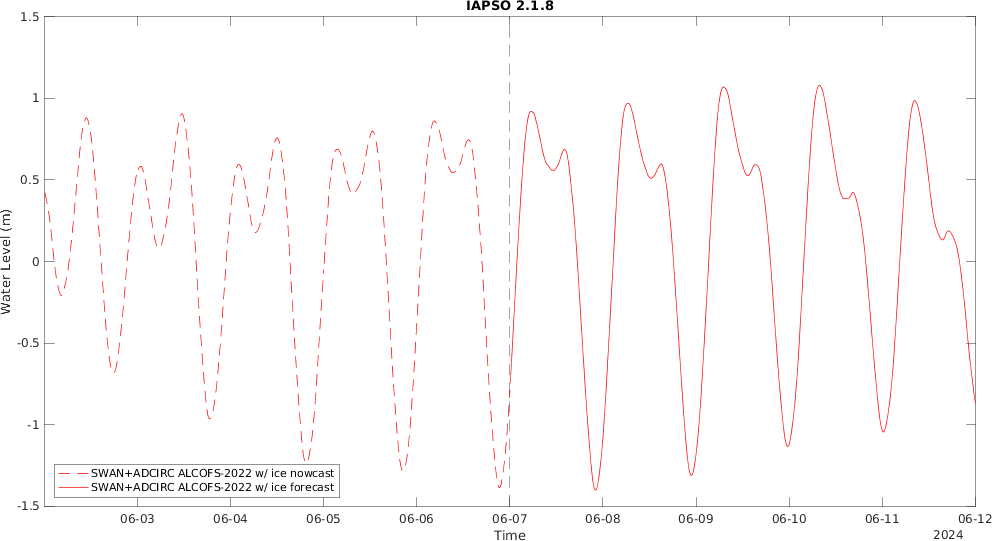 IAPSO 2.1.8
1.5
1
0.5
0
-0.5
-1
-1.5
Water Level (m)
SWAN+ADCIRC ALCOFS-2022 w/ ice nowcast
SWAN+ADCIRC ALCOFS-2022 w/ ice forecast
06-03 06-04 06-05 06-06 06-07 06-08 06-09 06-10 06-11 06-12
Time
2024